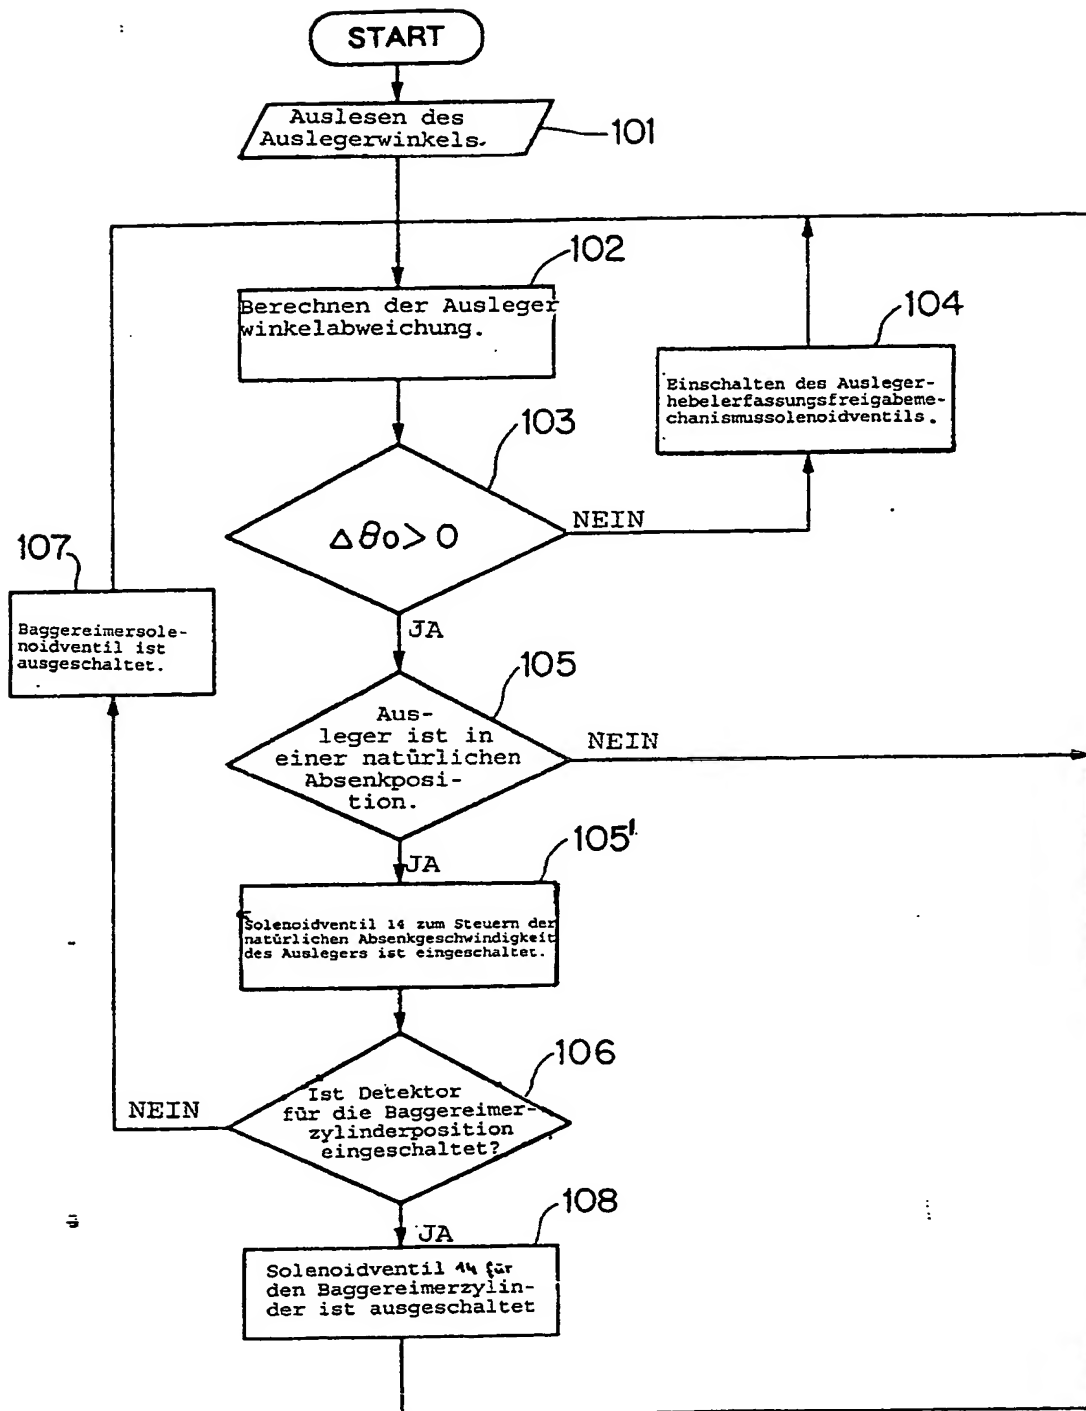 START
Auslesen des
Auslegerwinkels.
101
102
Berechnen der Ausleger
winkelabweichung.
104
Einschalten des Ausleger-
hebelerfassungsfreigabeme-
chanismussolenoidventils.
103
Δθo>0
NEIN
107
Baggereimersole-
noidventil ist
ausgeschaltet.
JA
105
Aus-
leger ist in
einer natürlichen
Absenkposi-
tion.
NEIN
JA
105'
Solenoidventil 14 zum Steuern der
natürlichen Absenkgeschwindigkeit
des Auslegers ist eingeschaltet.
106
Ist Detektor
für die Baggereimer-
zylinderposition
eingeschaltet?
NEIN
JA
108
Solenoidventil 14 für
den Baggereimerzylin-
der ist ausgeschaltet